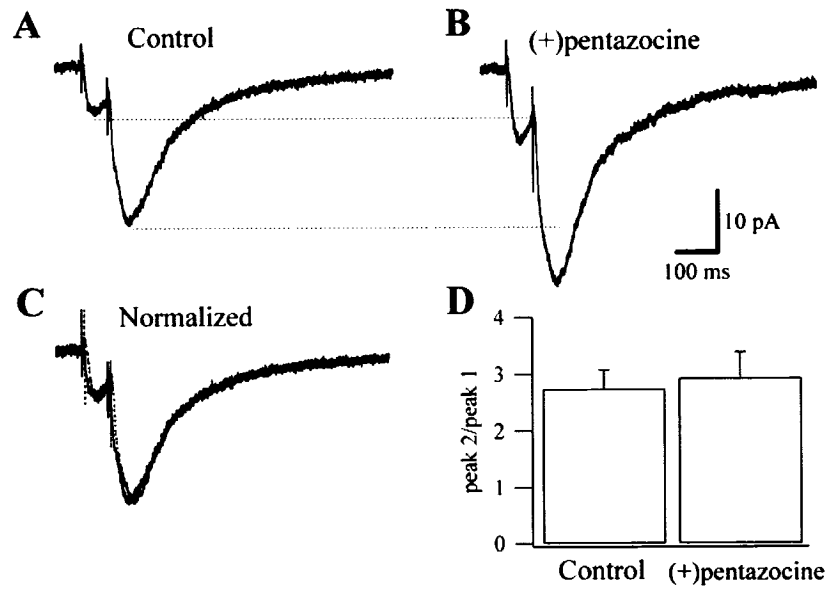 A
Control
B
(+)pentazocine
10 pA
100 ms
C
Normalized
D
4
3
2
1
0
peak 2/peak 1
Control
(+)pentazocine